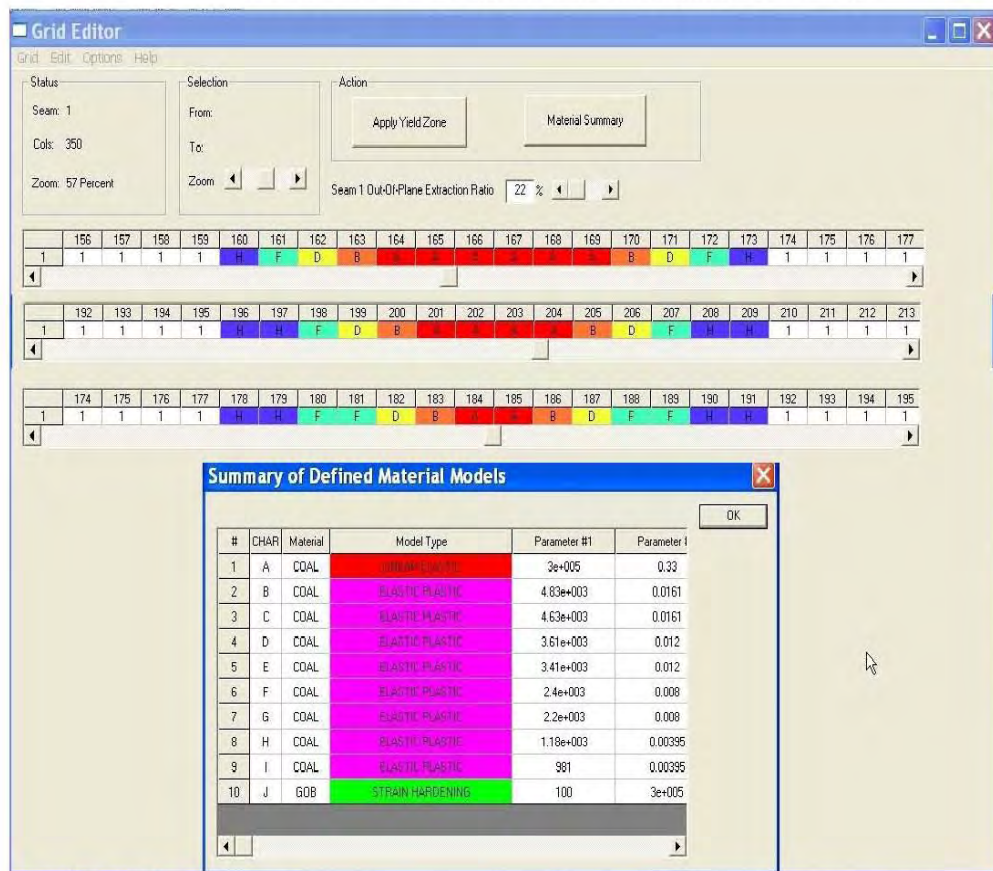 Grid Editor
Grid Edit Options Help
Status Selection Action
Seam: 1 From: Apply Yield Zone Material Summary
Cols: 350 To:
Zoom: 57 Percent Zoom Seam 1 Out-Of-Plane Extraction Ratio 22 %
156 157 158 159 160 161 162 163 164 165 166 167 168 169 170 171 172 173 174 175 176 177
1 1 1 1 1 H F D B A A A A A A B D F H 1 1 1 1
192 193 194 195 196 197 198 199 200 201 202 203 204 205 206 207 208 209 210 211 212 213
1 1 1 1 1 H H F D B A A A A B D F H H 1 1 1 1
174 175 176 177 178 179 180 181 182 183 184 185 186 187 188 189 190 191 192 193 194 195
1 1 1 1 1 H H F F D B A A B D F F H H 1 1 1 1
Summary of Defined Material Models
OK
# CHAR Material Model Type Parameter #1 Parameter
1 A COAL LINEAR ELASTIC 3e+005 0.33
2 B COAL ELASTIC PLASTIC 4.83e+003 0.0161
3 C COAL ELASTIC PLASTIC 4.63e+003 0.0161
4 D COAL ELASTIC PLASTIC 3.61e+003 0.012
5 E COAL ELASTIC PLASTIC 3.41e+003 0.012
6 F COAL ELASTIC PLASTIC 2.4e+003 0.008
7 G COAL ELASTIC PLASTIC 2.2e+003 0.008
8 H COAL ELASTIC PLASTIC 1.18e+003 0.00395
9 I COAL ELASTIC PLASTIC 981 0.00395
10 J GOB STRAIN HARDENING 100 3e+005